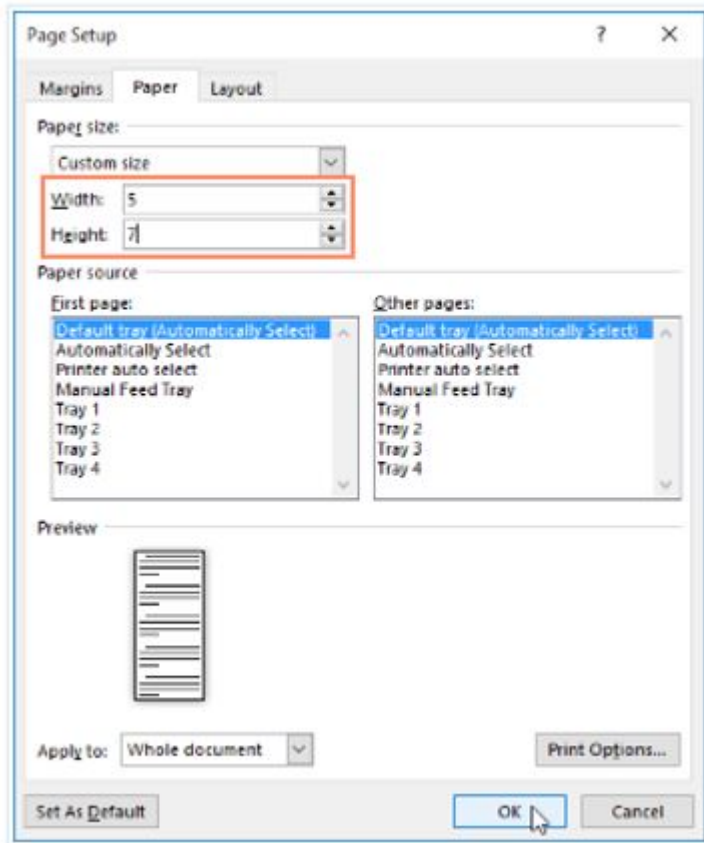 Page Setup ? ×
Margins Paper Layout
Paper size:
Custom size
Width: 5
Height: 7
Paper source
First page: Other pages:
Default tray (Automatically Select) Default tray (Automatically Select)
Automatically Select Automatically Select
Printer auto select Printer auto select
Manual Feed Tray Manual Feed Tray
Tray 1 Tray 1
Tray 2 Tray 2
Tray 3 Tray 3
Tray 4 Tray 4
Preview
Apply to: Whole document Print Options...
Set As Default OK Cancel